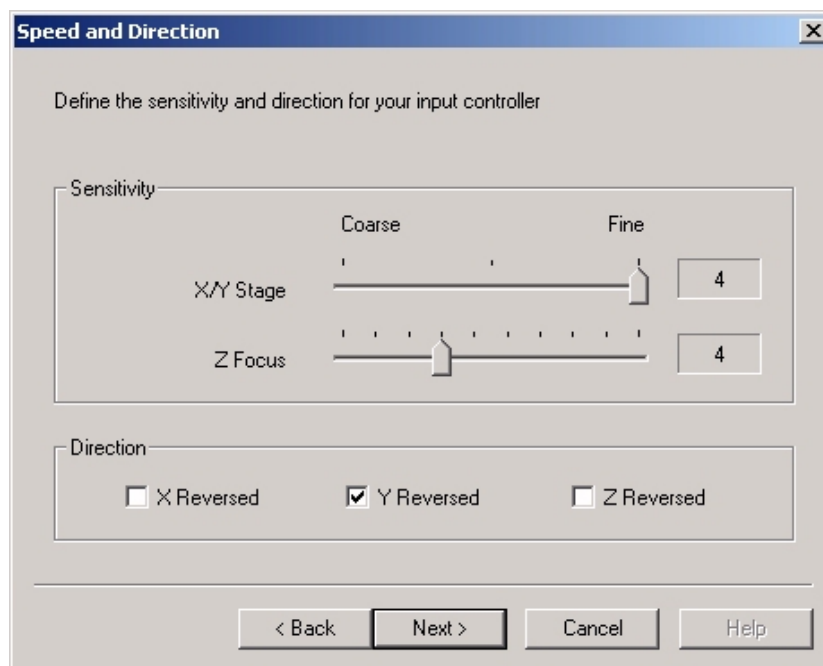 Speed and Direction
Define the sensitivity and direction for your input controller
Sensitivity
Coarse Fine
X/Y Stage 4
Z Focus 4
Direction
X Reversed Y Reversed Z Reversed
< Back Next > Cancel Help